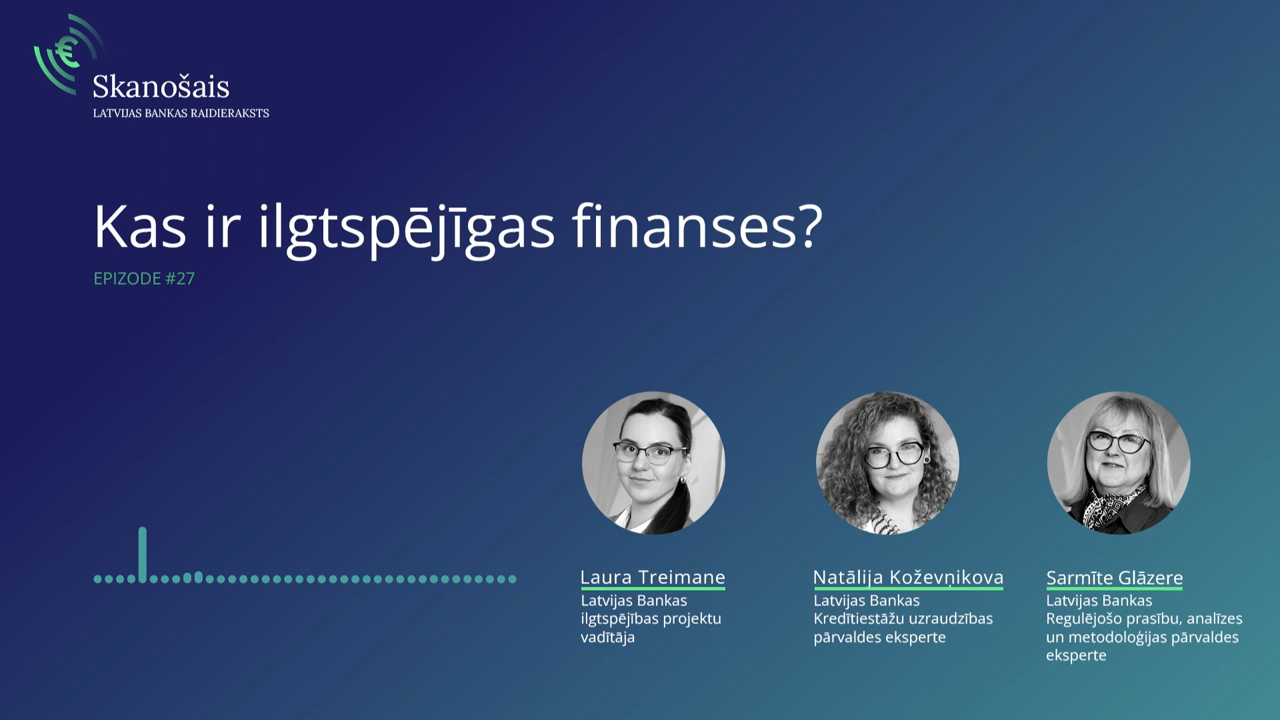 Skanošais
LATVIJAS BANKAS RAIDIERAKSTS
Kas ir ilgtspējīgas finanses?
EPIZODE #27
Laura Treimane
Latvijas Bankas
ilgtspējības projektu
vadītāja
Natālija Koževņikova
Latvijas Bankas
Kredītiestāžu uzraudzības
pārvaldes eksperte
Sarmīte Glāzere
Latvijas Bankas
Regulējošo prasību, analīzes
un metodoloģijas pārvaldes
eksperte